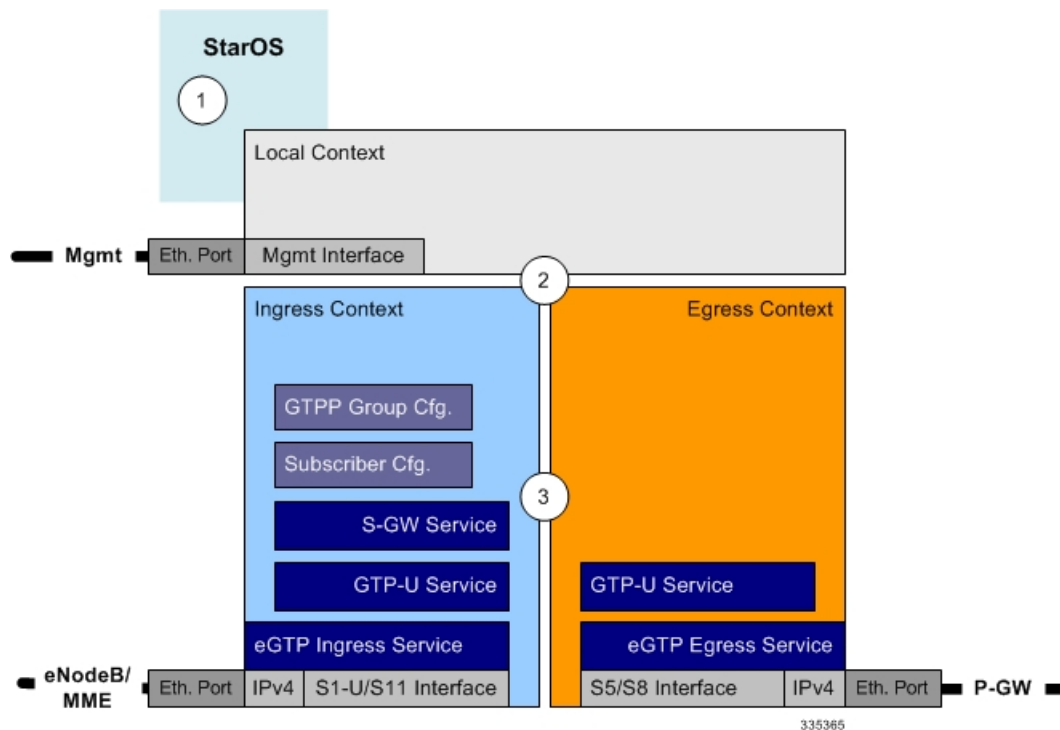 StarOS
1
Local Context
Mgmt
Eth. Port
Mgmt Interface
2
Ingress Context
Egress Context
GTPP Group Cfg.
Subscriber Cfg.
3
S-GW Service
GTP-U Service
GTP-U Service
eGTP Ingress Service
eGTP Egress Service
eNodeB/
MME
Eth. Port
IPv4
S1-U/S11 Interface
S5/S8 Interface
IPv4
Eth. Port
P-GW
335365